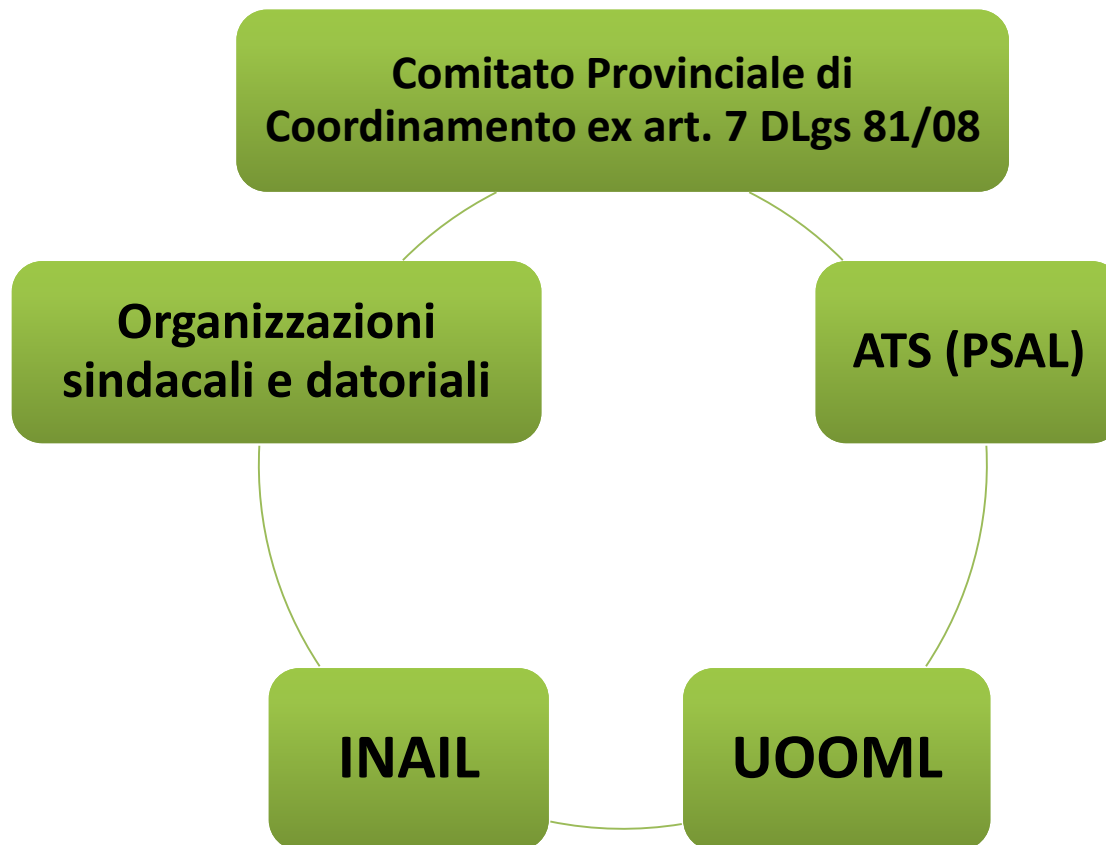 Comitato Provinciale di
Coordinamento ex art. 7 DLgs 81/08
Organizzazioni
sindacali e datoriali
ATS (PSAL)
INAIL
UOOML